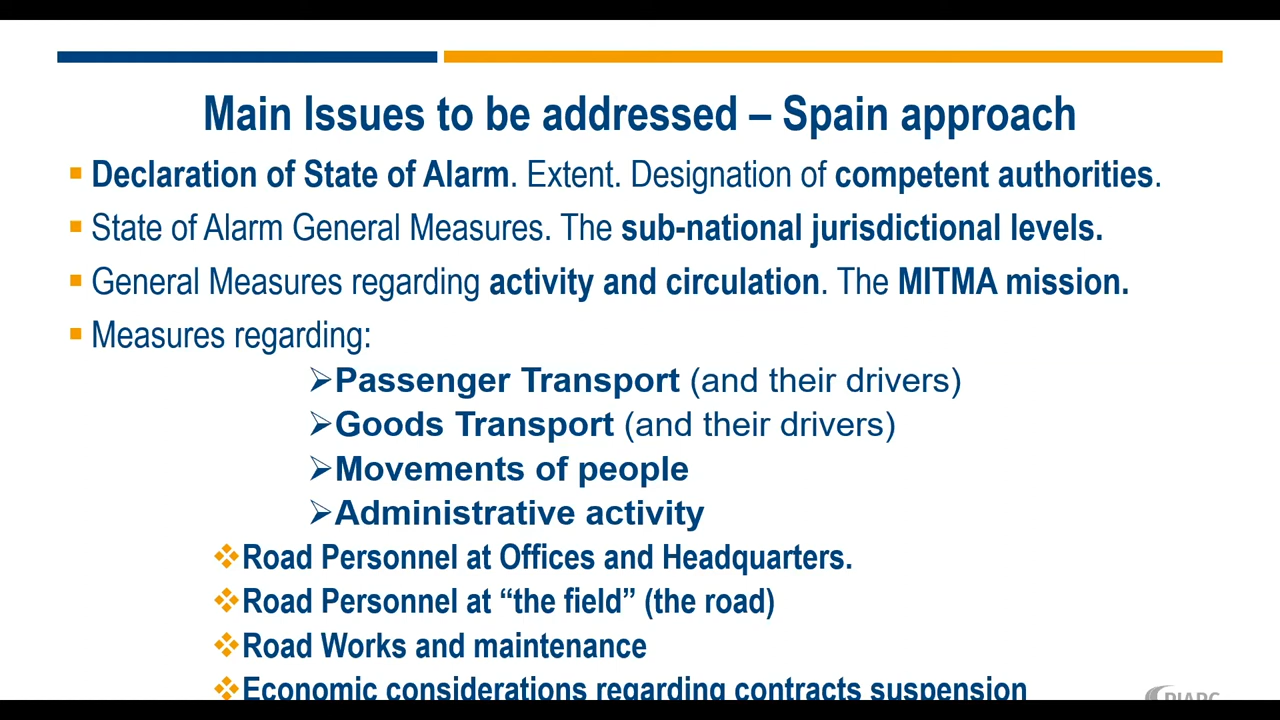 Main Issues to be addressed – Spain approach
Declaration of State of Alarm. Extent. Designation of competent authorities.
State of Alarm General Measures. The sub-national jurisdictional levels.
General Measures regarding activity and circulation. The MITMA mission.
Measures regarding:
Passenger Transport (and their drivers)
Goods Transport (and their drivers)
Movements of people
Administrative activity
Road Personnel at Offices and Headquarters.
Road Personnel at “the field” (the road)
Road Works and maintenance
Economic considerations regarding contracts suspension
PIARC